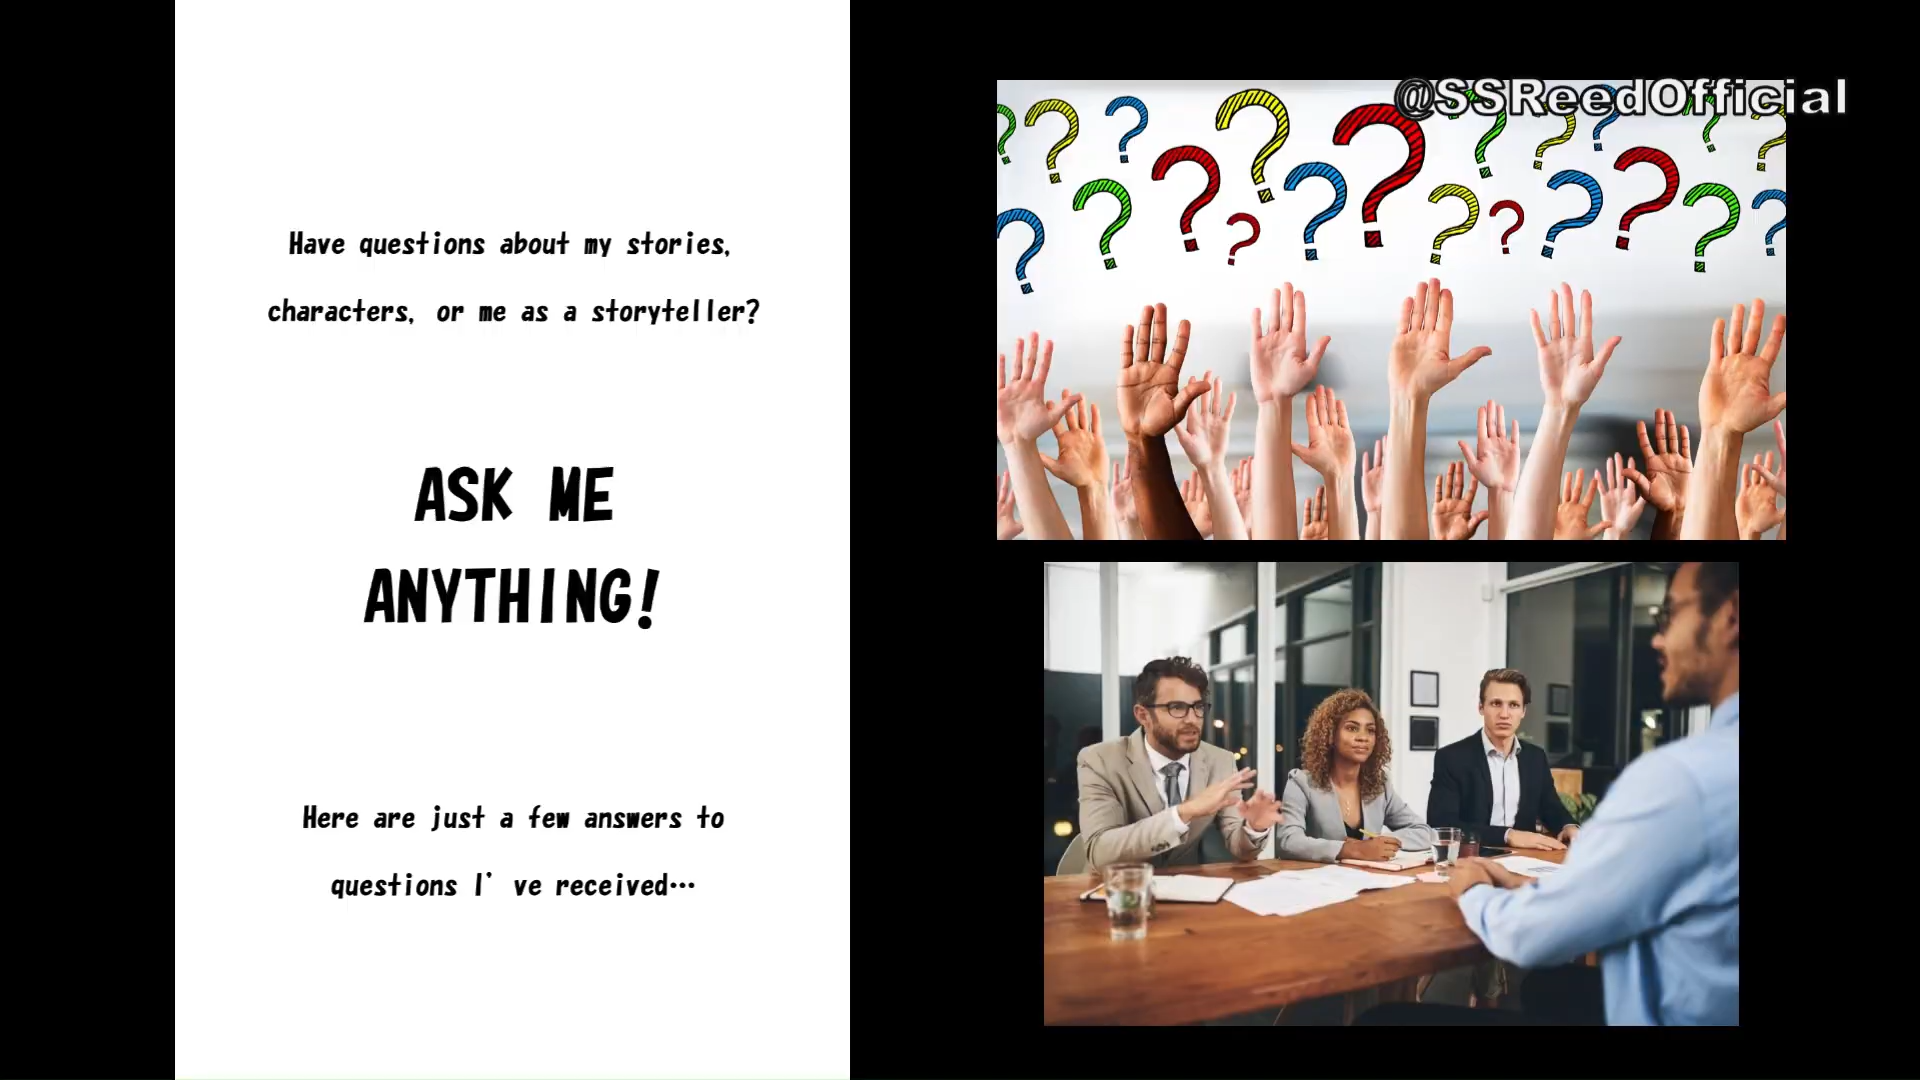 Have questions about my stories,
characters, or me as a storyteller?
ASK ME
ANYTHING!
Here are just a few answers to
questions I've received…
@SSReedOfficial